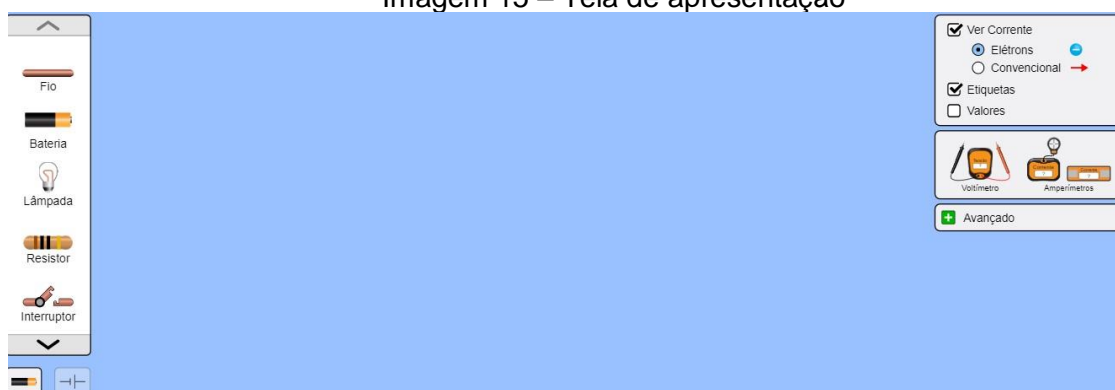 Imagem 15 – Tela de apresentação
Fio
Bateria
Lâmpada
Resistor
Interruptor
Ver Corrente
Elétrons
Convencional
Etiquetas
Valores
Voltímetro
Amperímetros
Avançado